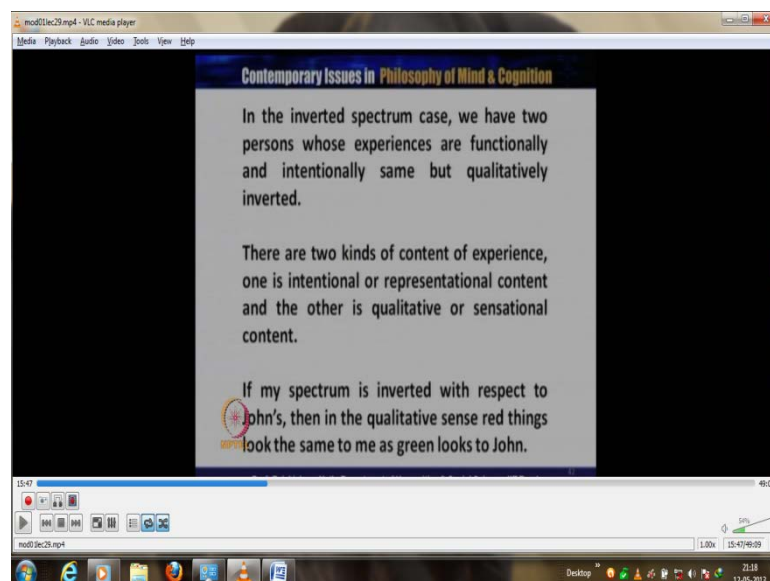 mod01lec29.mp4 - VLC media player
Media Playback Audio Video Tools View Help
Contemporary Issues in Philosophy of Mind & Cognition
In the inverted spectrum case, we have two
persons whose experiences are functionally
and intentionally same but qualitatively
inverted.
There are two kinds of content of experience,
one is intentional or representational content
and the other is qualitative or sensational
content.
If my spectrum is inverted with respect to
John's, then in the qualitative sense red things
look the same to me as green looks to John.
15:47
54%
mod01lec29.mp4
1.00x 15:47/49:09
Desktop
21:18